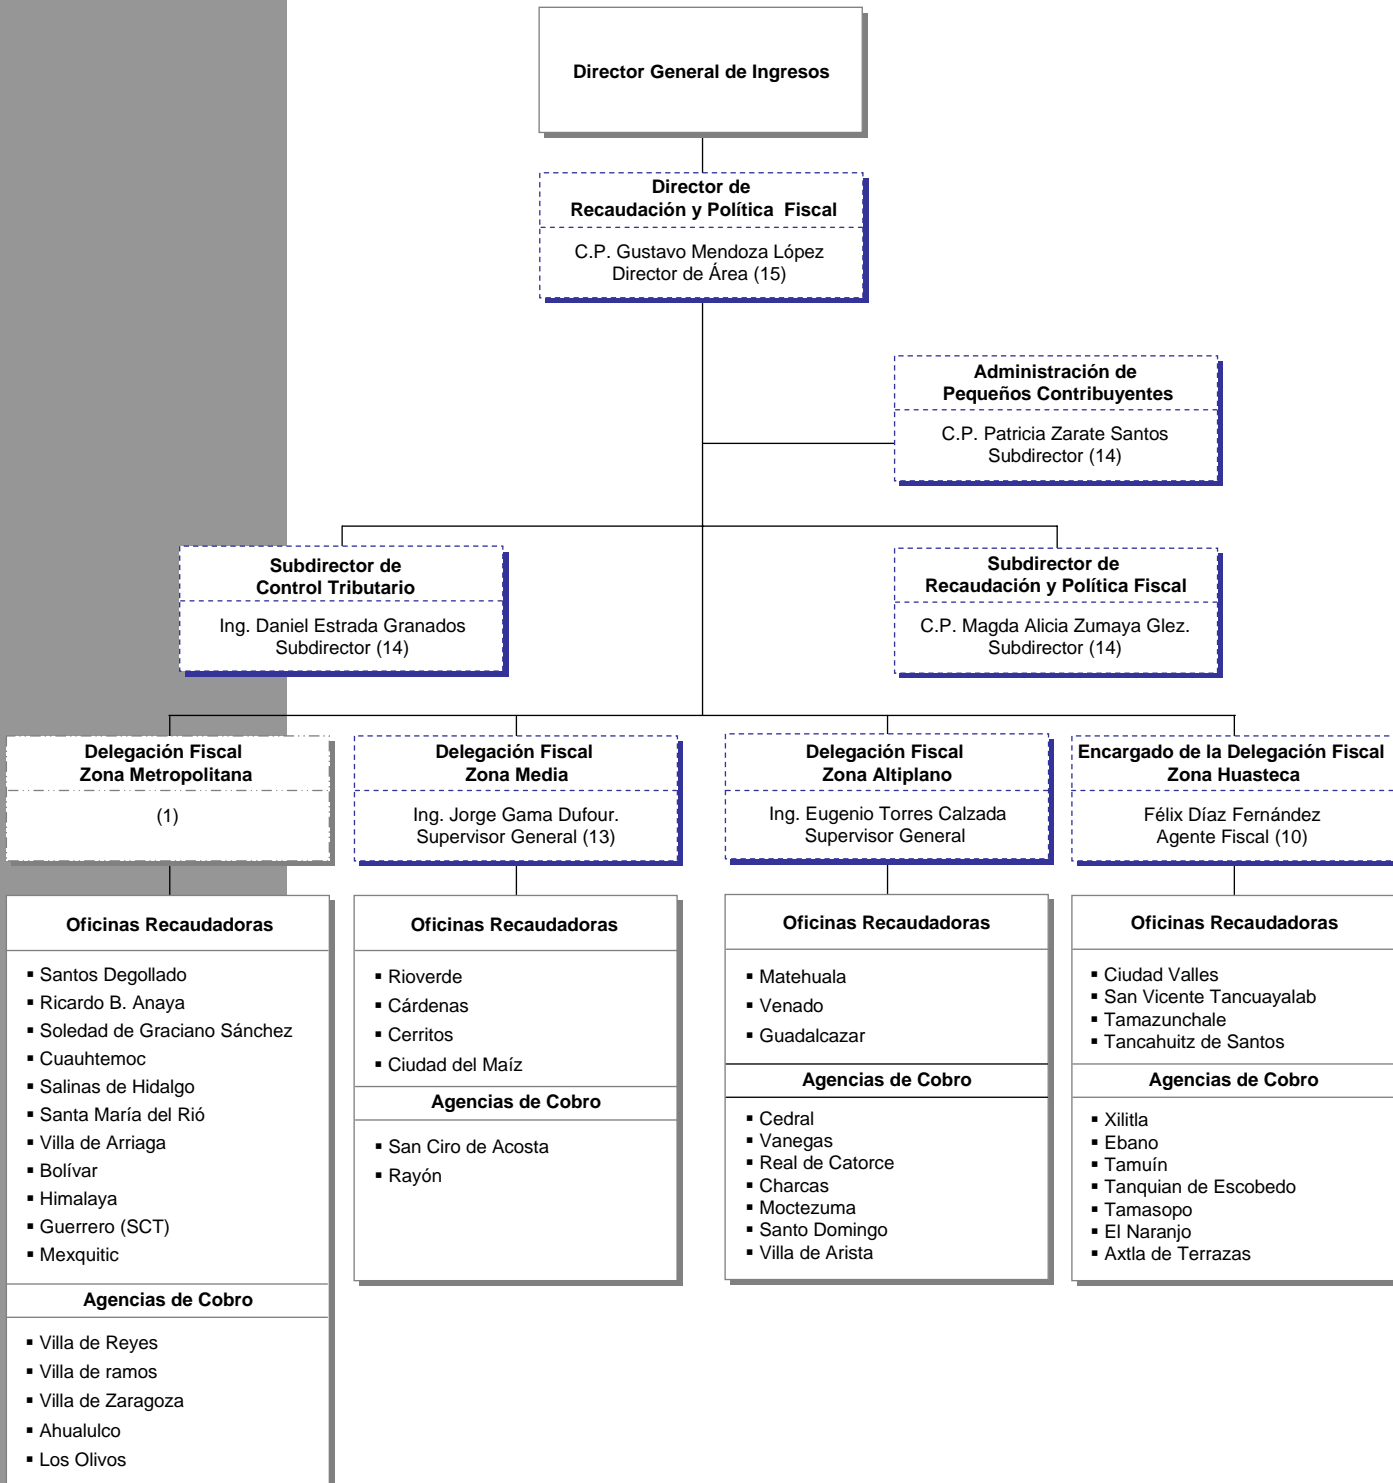 Director General de Ingresos
Director de
Recaudación y Política Fiscal
C.P. Gustavo Mendoza López
Director de Área (15)
Administración de
Pequeños Contribuyentes
C.P. Patricia Zarate Santos
Subdirector (14)
Subdirector de
Control Tributario
Ing. Daniel Estrada Granados
Subdirector (14)
Subdirector de
Recaudación y Política Fiscal
C.P. Magda Alicia Zumaya Glez.
Subdirector (14)
Delegación Fiscal
Zona Metropolitana
(1)
Delegación Fiscal
Zona Media
Ing. Jorge Gama Dufour.
Supervisor General (13)
Delegación Fiscal
Zona Altiplano
Ing. Eugenio Torres Calzada
Supervisor General
Encargado de la Delegación Fiscal
Zona Huasteca
Félix Díaz Fernández
Agente Fiscal (10)
Oficinas Recaudadoras
▪ Santos Degollado
▪ Ricardo B. Anaya
▪ Soledad de Graciano Sánchez
▪ Cuauhtemoc
▪ Salinas de Hidalgo
▪ Santa María del Rió
▪ Villa de Arriaga
▪ Bolívar
▪ Himalaya
▪ Guerrero (SCT)
▪ Mexquitic
Agencias de Cobro
▪ Villa de Reyes
▪ Villa de ramos
▪ Villa de Zaragoza
▪ Ahualulco
▪ Los Olivos
Oficinas Recaudadoras
▪ Rioverde
▪ Cárdenas
▪ Cerritos
▪ Ciudad del Maíz
Agencias de Cobro
▪ San Ciro de Acosta
▪ Rayón
Oficinas Recaudadoras
▪ Matehuala
▪ Venado
▪ Guadalcazar
Agencias de Cobro
▪ Cedral
▪ Vanegas
▪ Real de Catorce
▪ Charcas
▪ Moctezuma
▪ Santo Domingo
▪ Villa de Arista
Oficinas Recaudadoras
▪ Ciudad Valles
▪ San Vicente Tancuayalab
▪ Tamazunchale
▪ Tancahuitz de Santos
Agencias de Cobro
▪ Xilitla
▪ Ebano
▪ Tamuín
▪ Tanquian de Escobedo
▪ Tamasopo
▪ El Naranjo
▪ Axtla de Terrazas